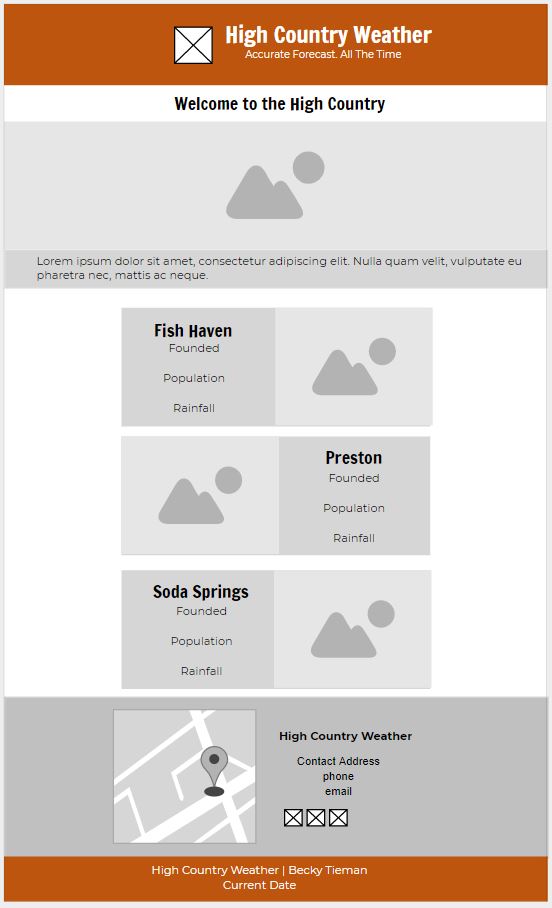 High Country Weather
Accurate Forecast. All The Time
Welcome to the High Country
Lorem ipsum dolor sit amet, consectetur adipiscing elit. Nulla quam velit, vulputate eu
pharetra nec, mattis ac neque.
Fish Haven
Founded
Population
Rainfall
Preston
Founded
Population
Rainfall
Soda Springs
Founded
Population
Rainfall
High Country Weather
Contact Address
phone
email
High Country Weather | Becky Tieman
Current Date